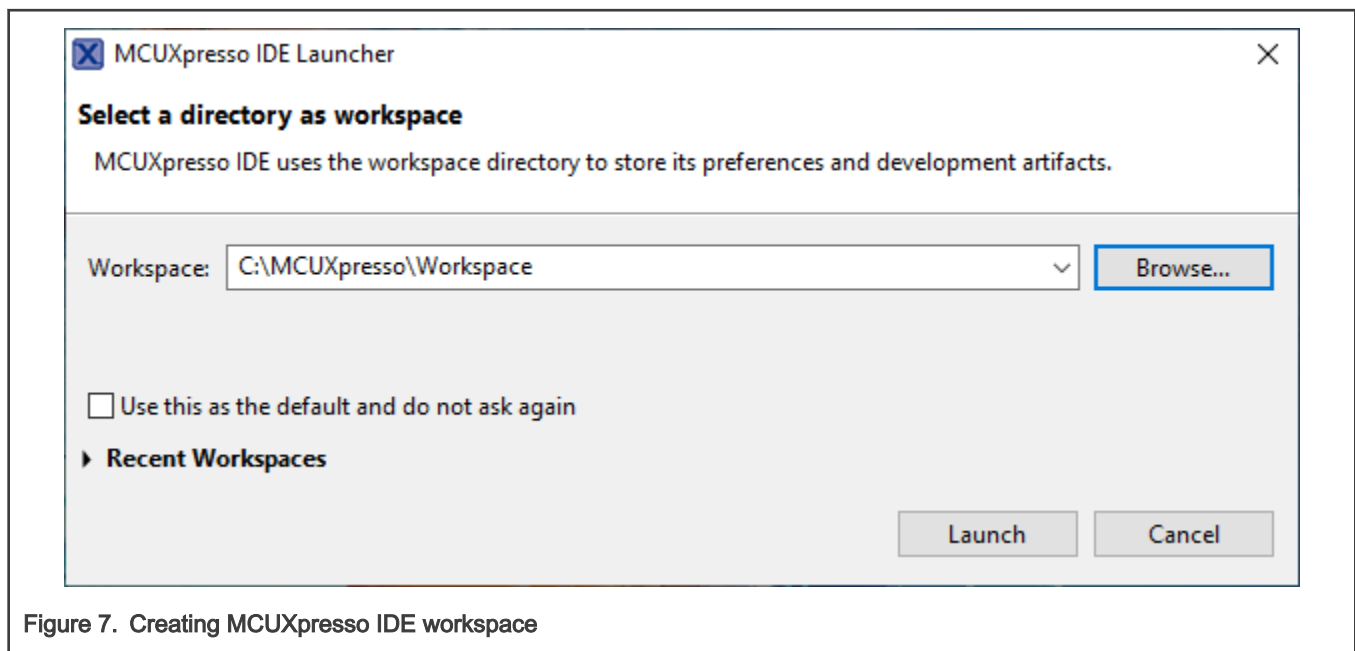 MCUXpresso IDE Launcher
Select a directory as workspace
MCUXpresso IDE uses the workspace directory to store its preferences and development artifacts.
Workspace: C:\MCUXpresso\Workspace Browse...
Use this as the default and do not ask again
Recent Workspaces
Launch Cancel
Figure 7. Creating MCUXpresso IDE workspace